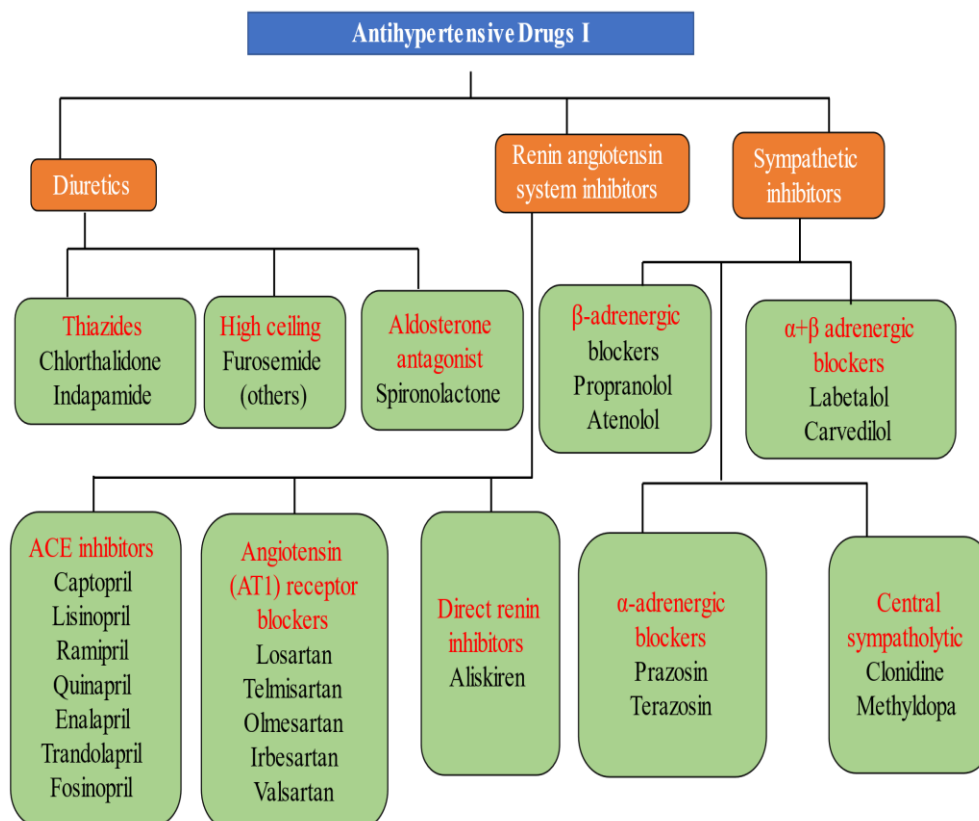 Antihypertensive Drugs I
Diuretics
Renin angiotensin
system inhibitors
Sympathetic
inhibitors
Thiazides
Chlorthalidone
Indapamide
High ceiling
Furosemide
(others)
Aldosterone
antagonist
Spironolactone
β-adrenergic
blockers
Propranolol
Atenolol
α+β adrenergic
blockers
Labetalol
Carvedilol
ACE inhibitors
Captopril
Lisinopril
Ramipril
Quinapril
Enalapril
Trandolapril
Fosinopril
Angiotensin
(AT1) receptor
blockers
Losartan
Telmisartan
Olmesartan
Irbesartan
Valsartan
Direct renin
inhibitors
Aliskiren
α-adrenergic
blockers
Prazosin
Terazosin
Central
sympatholytic
Clonidine
Methyldopa